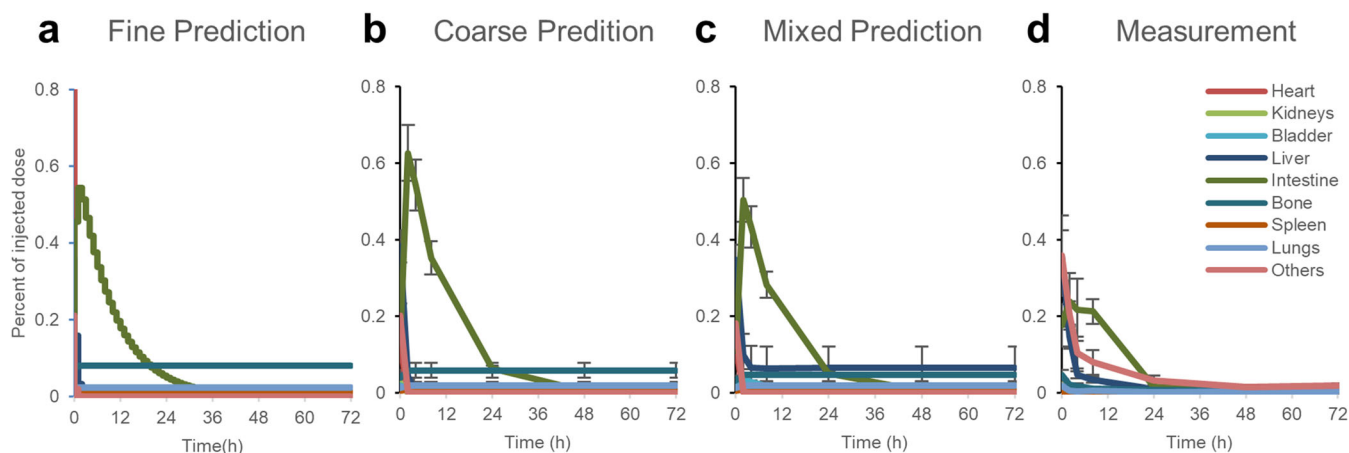 a Fine Prediction
b Coarse Predition
c Mixed Prediction
d Measurement
Percent of injected dose
0.8
0.6
0.4
0.2
0
0 12 24 36 48 60 72
Time(h)
0.8
0.6
0.4
0.2
0
0 12 24 36 48 60 72
Time (h)
0.8
0.6
0.4
0.2
0
0 12 24 36 48 60 72
Time (h)
0.8
0.6
0.4
0.2
0
0 12 24 36 48 60 72
Time (h)
Heart
Kidneys
Bladder
Liver
Intestine
Bone
Spleen
Lungs
Others